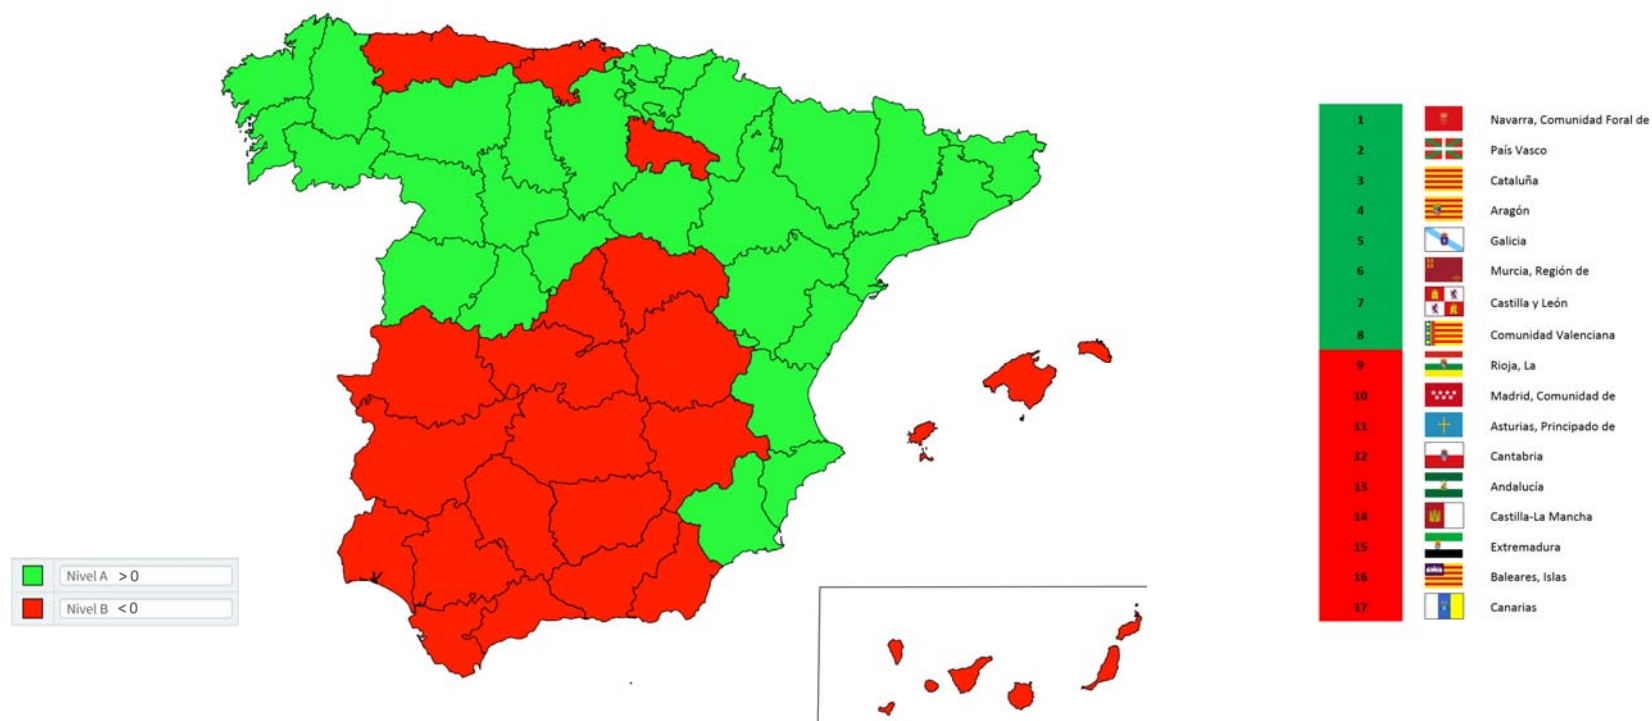 Nivel A > 0
Nivel B < 0
1 Navarra, Comunidad Foral de
2 País Vasco
3 Cataluña
4 Aragón
5 Galicia
6 Murcia, Región de
7 Castilla y León
8 Comunidad Valenciana
9 Rioja, La
10 Madrid, Comunidad de
11 Asturias, Principado de
12 Cantabria
13 Andalucía
14 Castilla-La Mancha
15 Extremadura
16 Baleares, Islas
17 Canarias